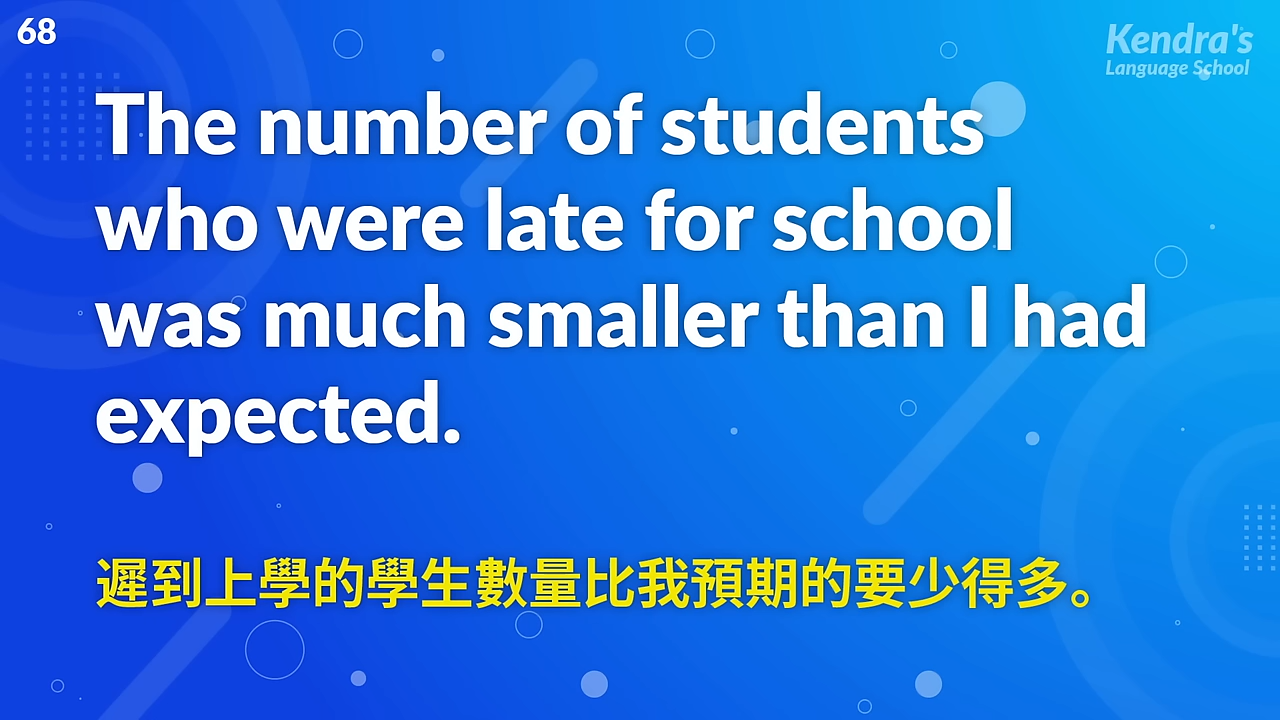 68
Kendra's
Language School
The number of students
who were late for school
was much smaller than I had
expected.
遲到上學的學生數量比我預期的要少得多。